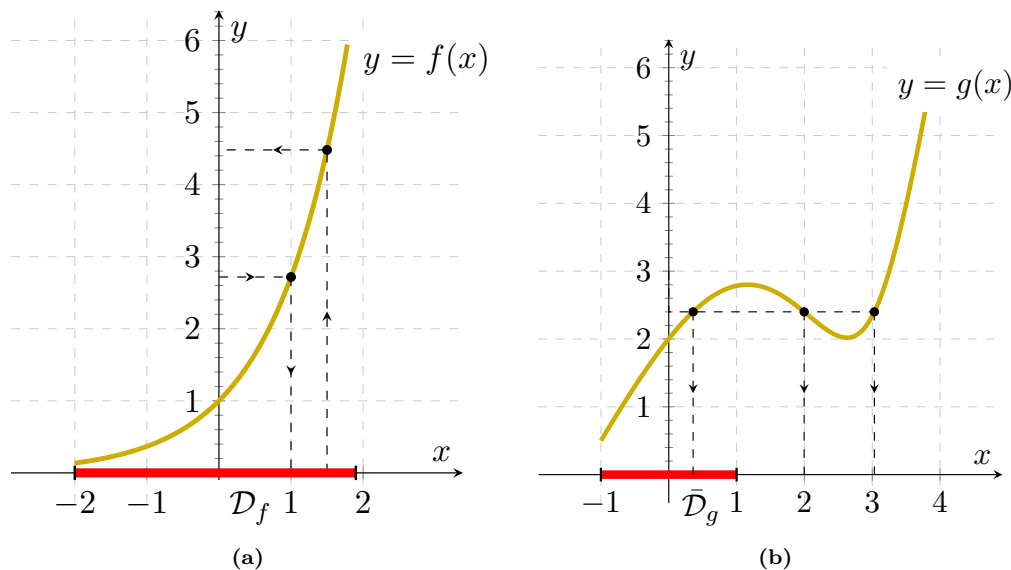 y
y = f(x)
6
5
4
3
2
1
x
−2 −1 𝒟_f 1 2
(a)
y
y = g(x)
6
5
4
3
2
1
x
−1 𝒟̄_g 1 2 3 4
(b)